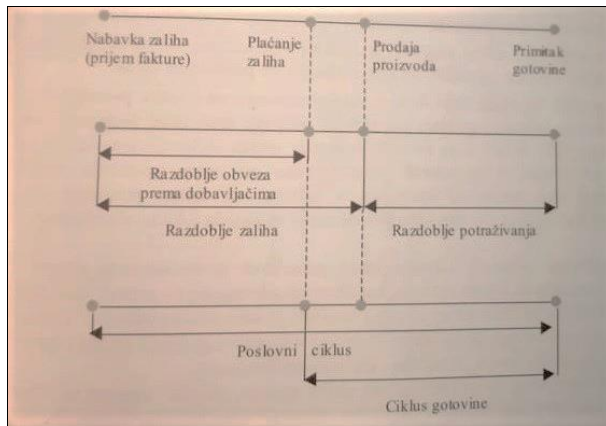 Nabavka zaliha
(prijem fakture)
Plaćanje
zaliha
Prodaja
proizvoda
Primitak
gotovine
Razdoblje obveza
prema dobavljačima
Razdoblje zaliha
Razdoblje potraživanja
Poslovni ciklus
Ciklus gotovine